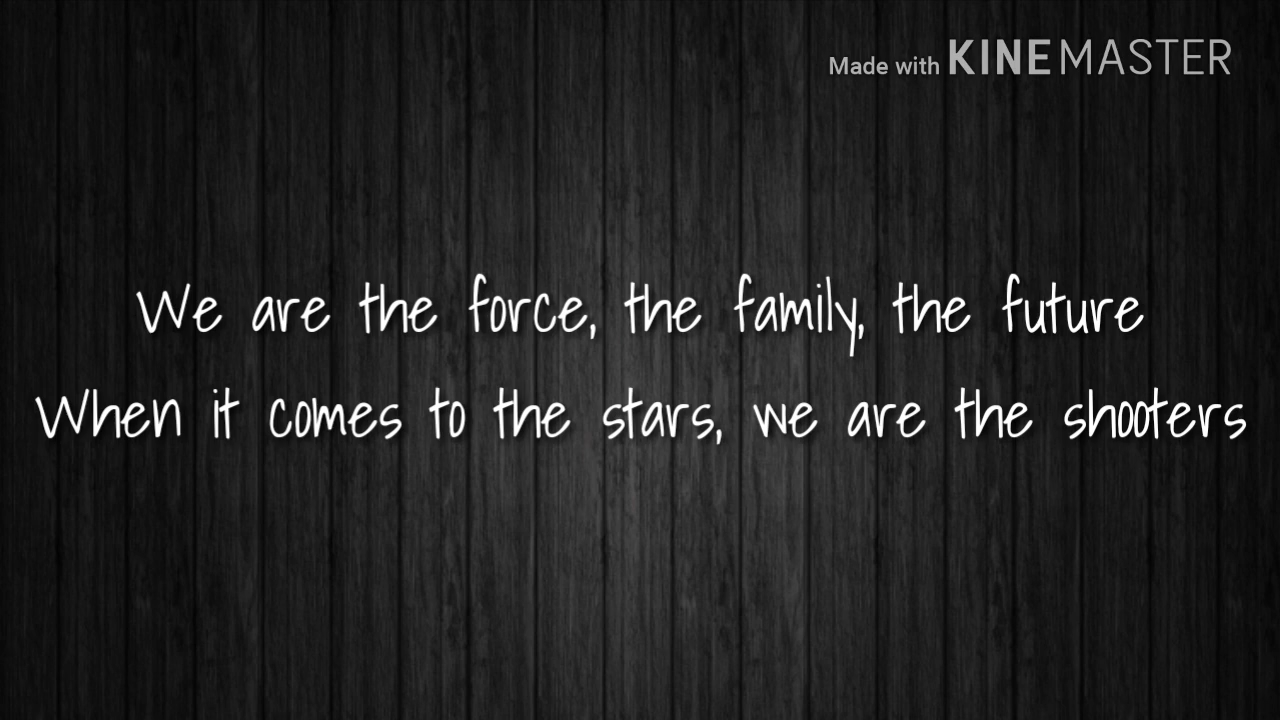 Made with KINEMASTER
We are the force, the family, the future
When it comes to the stars, we are the shooters